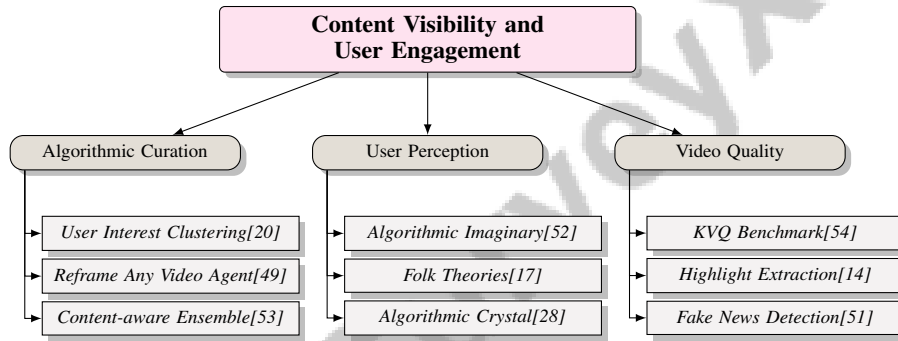 Content Visibility and
User Engagement
Algorithmic Curation
User Perception
Video Quality
User Interest Clustering[20]
Algorithmic Imaginary[52]
KVQ Benchmark[54]
Reframe Any Video Agent[49]
Folk Theories[17]
Highlight Extraction[14]
Content-aware Ensemble[53]
Algorithmic Crystal[28]
Fake News Detection[51]